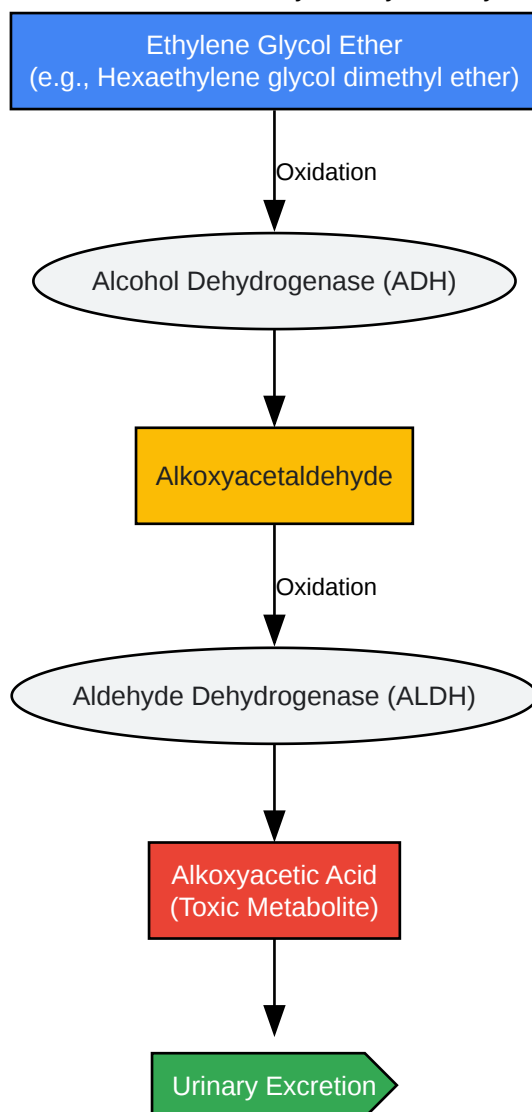 Ethylene Glycol Ether
(e.g., Hexaethylene glycol dimethyl ether)
Oxidation
Alcohol Dehydrogenase (ADH)
Alkoxyacetaldehyde
Oxidation
Aldehyde Dehydrogenase (ALDH)
Alkoxyacetic Acid
(Toxic Metabolite)
Urinary Excretion